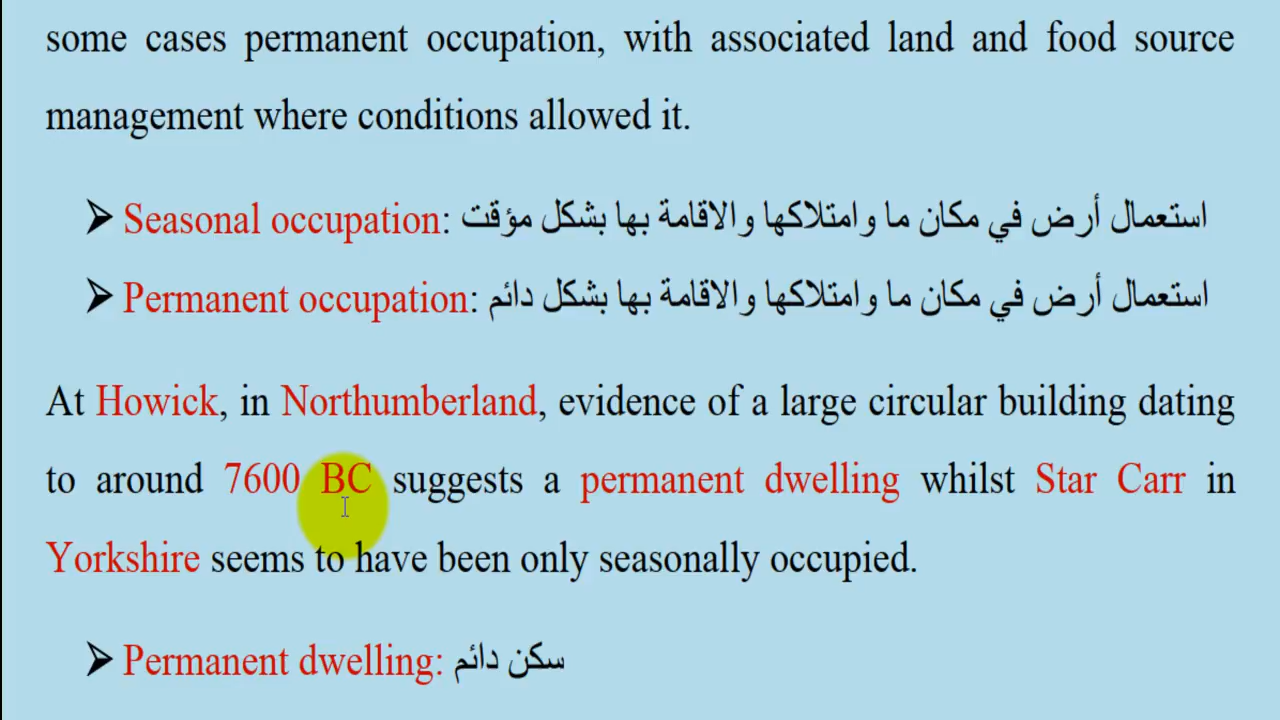 some cases permanent occupation, with associated land and food source
management where conditions allowed it.
➢ Seasonal occupation: استعمال أرض في مكان ما وامتلاكها والاقامة بها بشكل مؤقت
➢ Permanent occupation: استعمال أرض في مكان ما وامتلاكها والاقامة بها بشكل دائم
At Howick, in Northumberland, evidence of a large circular building dating
to around 7600 BC suggests a permanent dwelling whilst Star Carr in
Yorkshire seems to have been only seasonally occupied.
➢ Permanent dwelling: سكن دائم